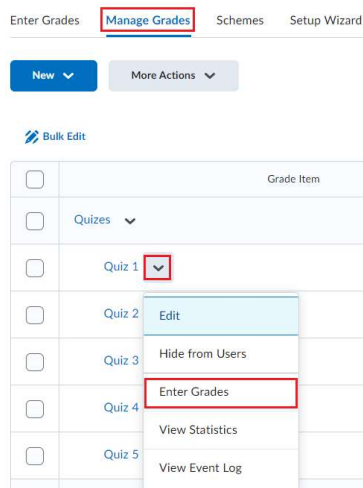 Enter Grades Manage Grades Schemes Setup Wizard
New More Actions
Bulk Edit
Grade Item
Quizes
Quiz 1
Quiz 2
Edit
Quiz 3
Hide from Users
Enter Grades
Quiz 4
View Statistics
Quiz 5
View Event Log